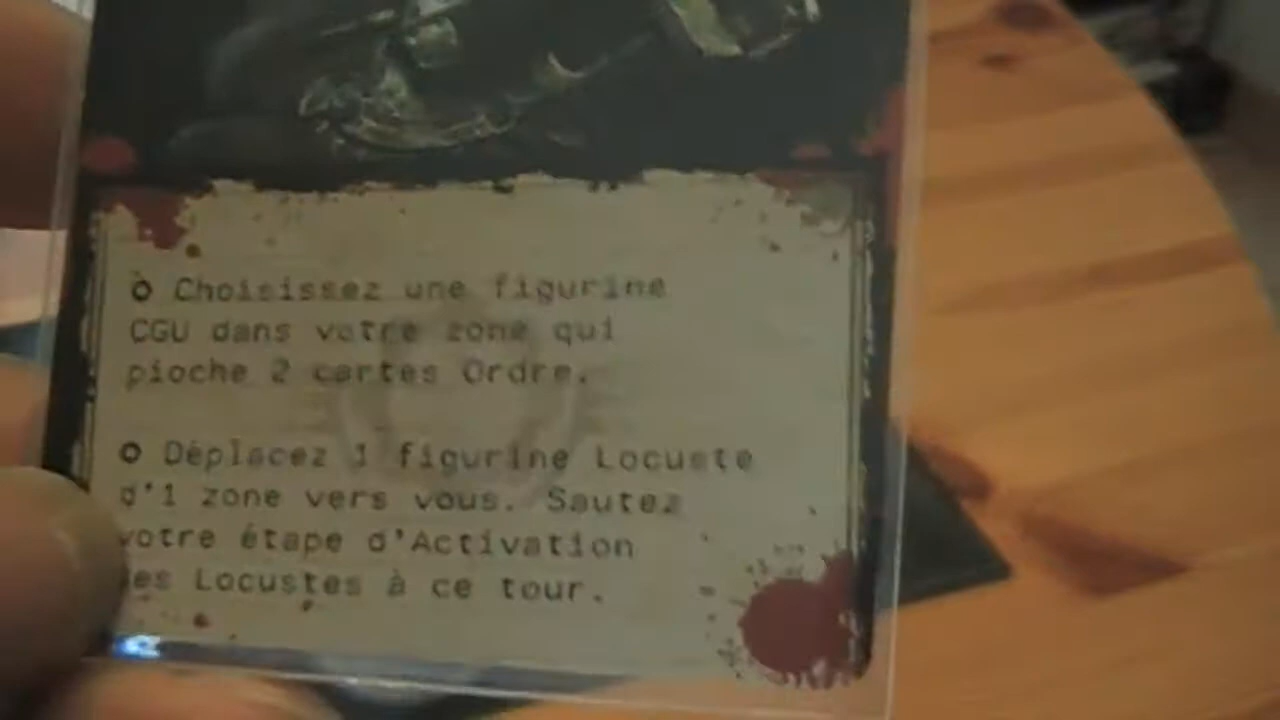 Choisissez une figurine
CGU dans votre zone qui
pioche 2 cartes Ordre.
Déplacez 1 figurine Locuste
d'1 zone vers vous. Sautez
votre étape d'Activation
des Locustes à ce tour.